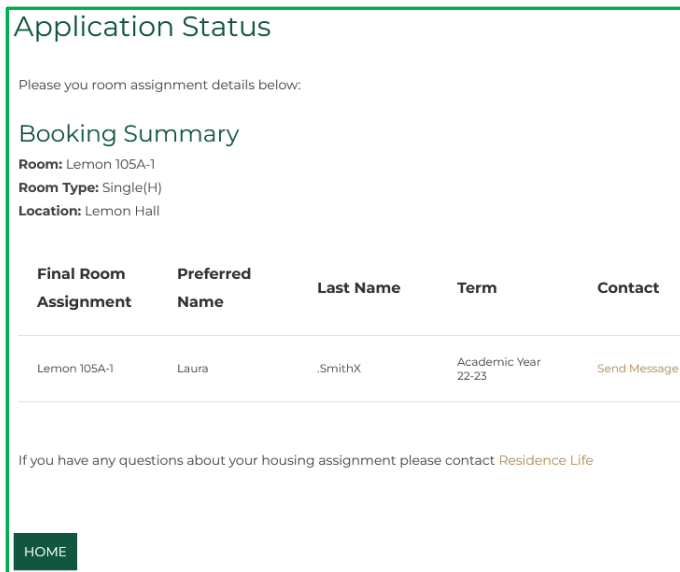 Application Status
Please you room assignment details below:
Booking Summary
Room: Lemon 105A-1
Room Type: Single(H)
Location: Lemon Hall
Final Room Assignment Preferred Name Last Name Term Contact
Lemon 105A-1 Laura .SmithX Academic Year 22-23 Send Message
If you have any questions about your housing assignment please contact Residence Life
HOME